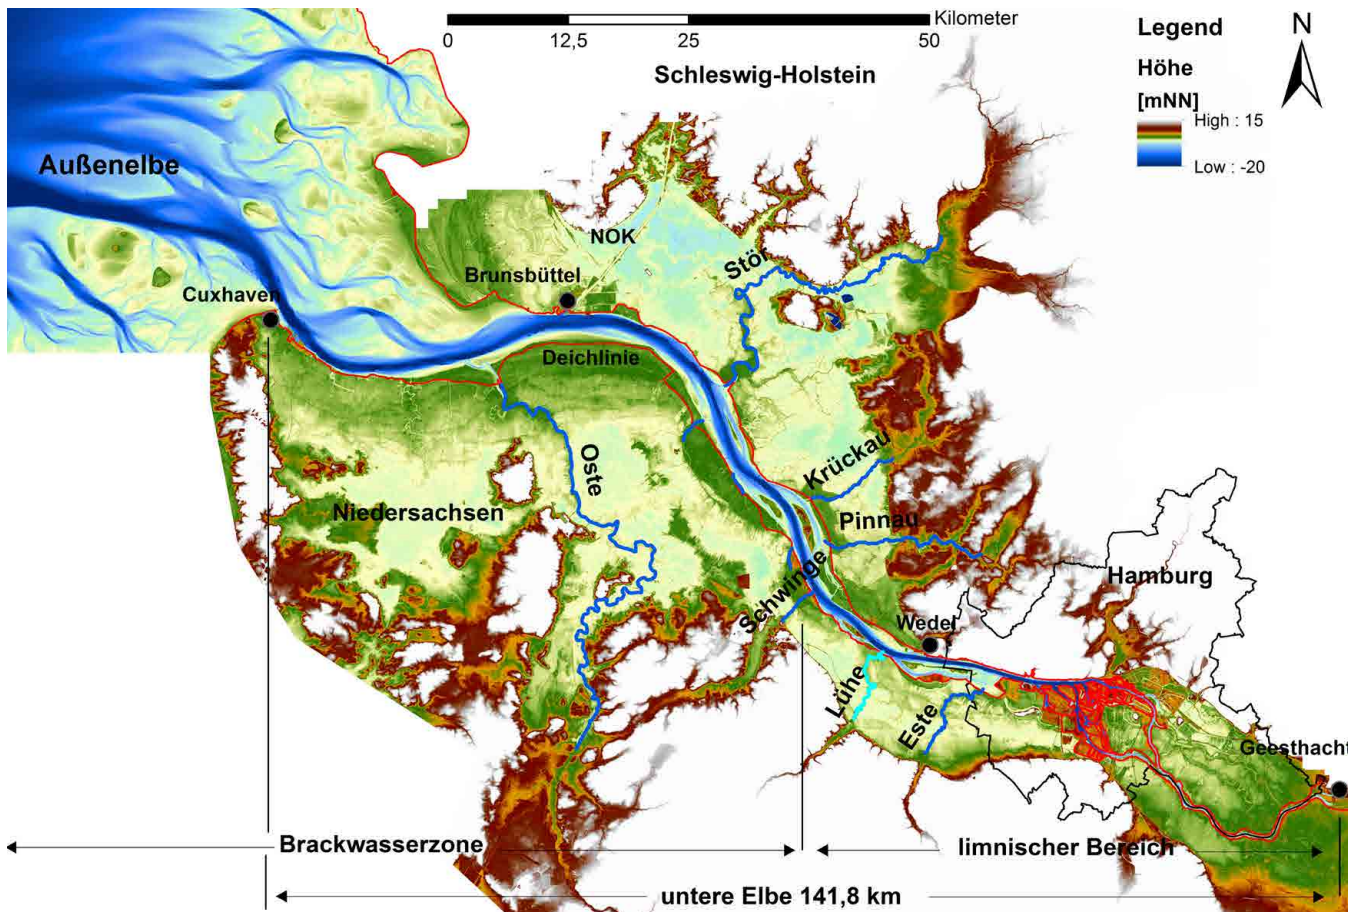 Kilometer
0 12,5 25 50
Schleswig-Holstein
Legend
Höhe
[mNN]
High : 15
Low : -20
N
Außenelbe
NOK
Stör
Brunsbüttel
Cuxhaven
Deichlinie
Oste
Krückau
Niedersachsen
Pinnau
Schwinge
Hamburg
Wedel
Lühe
Este
Geesthacht
Brackwasserzone
limnischer Bereich
untere Elbe 141,8 km